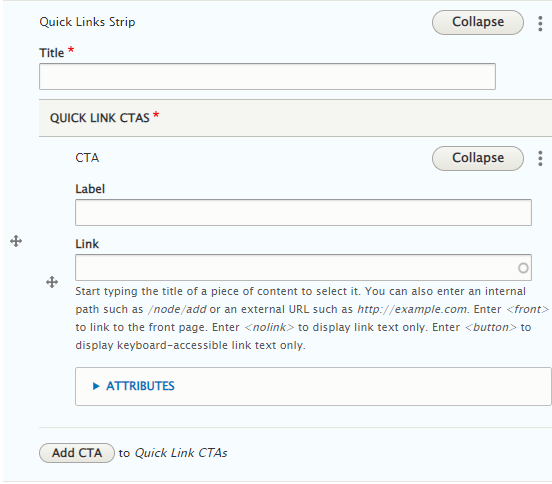 Quick Links Strip
Collapse
Title *
QUICK LINK CTAS *
CTA
Collapse
Label
Link
Start typing the title of a piece of content to select it. You can also enter an internal
path such as /node/add or an external URL such as http://example.com. Enter <front>
to link to the front page. Enter <nolink> to display link text only. Enter <button> to
display keyboard-accessible link text only.
ATTRIBUTES
Add CTA to Quick Link CTAs